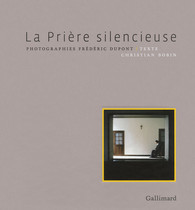 La Prière silencieuse
PHOTOGRAPHIES FRÉDÉRIC DUPONT TEXTE
CHRISTIAN BOBIN
Gallimard